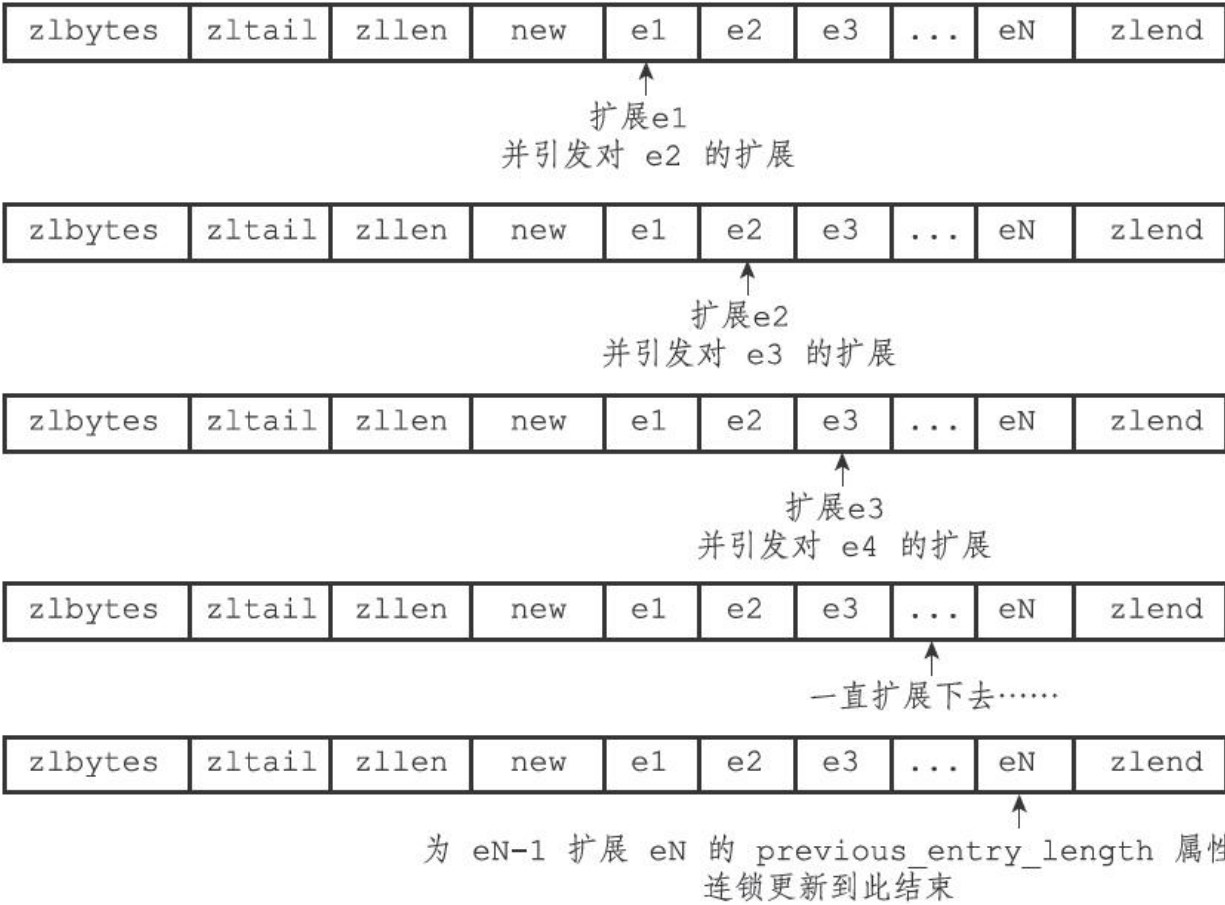 zlbytes zltail zllen new e1 e2 e3 ... eN zlend
扩展e1
并引发对 e2 的扩展
zlbytes zltail zllen new e1 e2 e3 ... eN zlend
扩展e2
并引发对 e3 的扩展
zlbytes zltail zllen new e1 e2 e3 ... eN zlend
扩展e3
并引发对 e4 的扩展
zlbytes zltail zllen new e1 e2 e3 ... eN zlend
一直扩展下去……
zlbytes zltail zllen new e1 e2 e3 ... eN zlend
为 eN-1 扩展 eN 的 previous_entry_length 属性
连锁更新到此结束